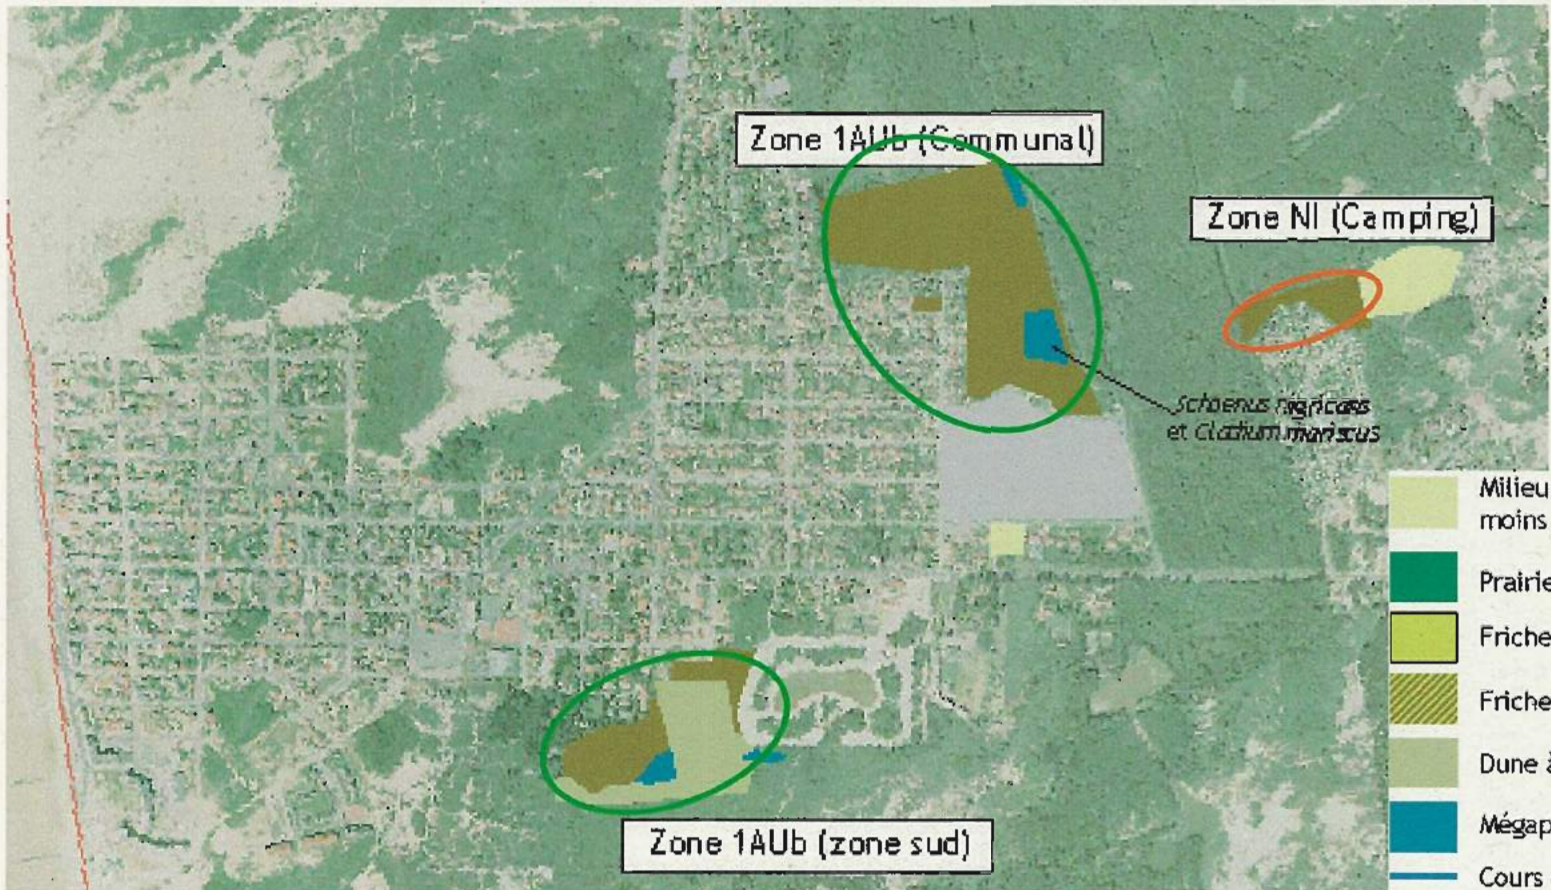 Zone 1AUb (Communal)
Zone Nl (Camping)
Schoenus nigricans
et Cladium mariscus
Milieu
moins
Prairie
Friche
Friche
Dune à
Mégap
Cours
Zone 1AUb (zone sud)